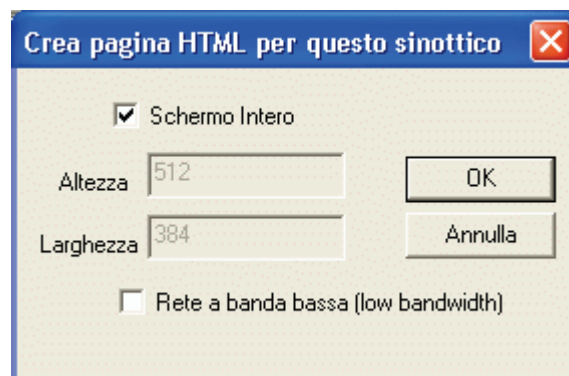 Crea pagina HTML per questo sinottico
Schermo Intero
Altezza 512
OK
Larghezza 384
Annulla
Rete a banda bassa (low bandwidth)